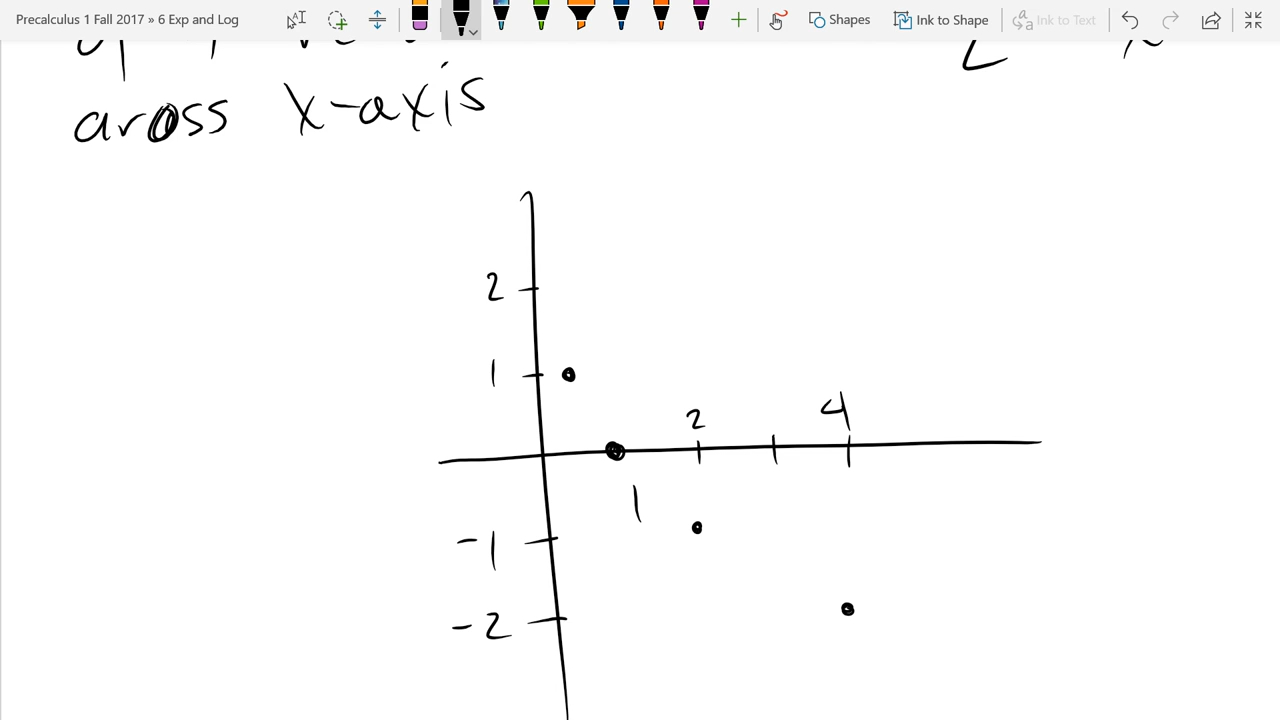 Precalculus 1 Fall 2017 » 6 Exp and Log
Shapes
Ink to Shape
Ink to Text
aross x-axis
2
1
2
4
1
-1
-2